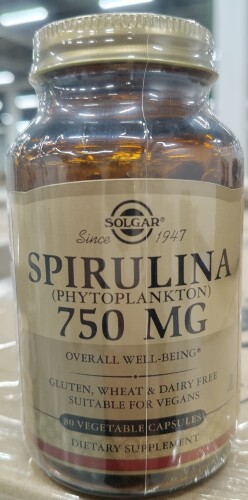 SOLGAR®
Since 1947
SPIRULINA
(PHYTOPLANKTON)
750 MG
OVERALL WELL-BEING*
GLUTEN, WHEAT & DAIRY FREE
SUITABLE FOR VEGANS
80 VEGETABLE CAPSULES
DIETARY SUPPLEMENT